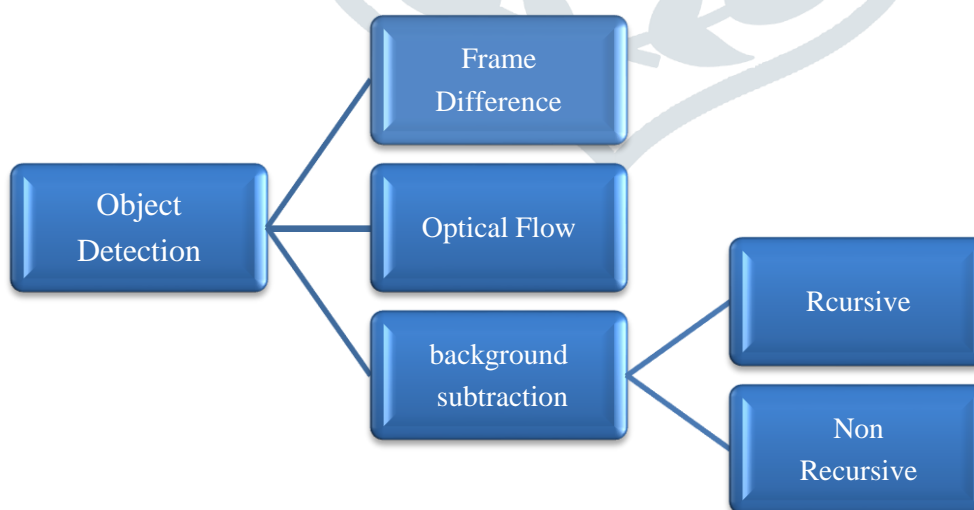 Frame
Difference
Object
Detection
Optical Flow
background
subtraction
Rcursive
Non
Recursive